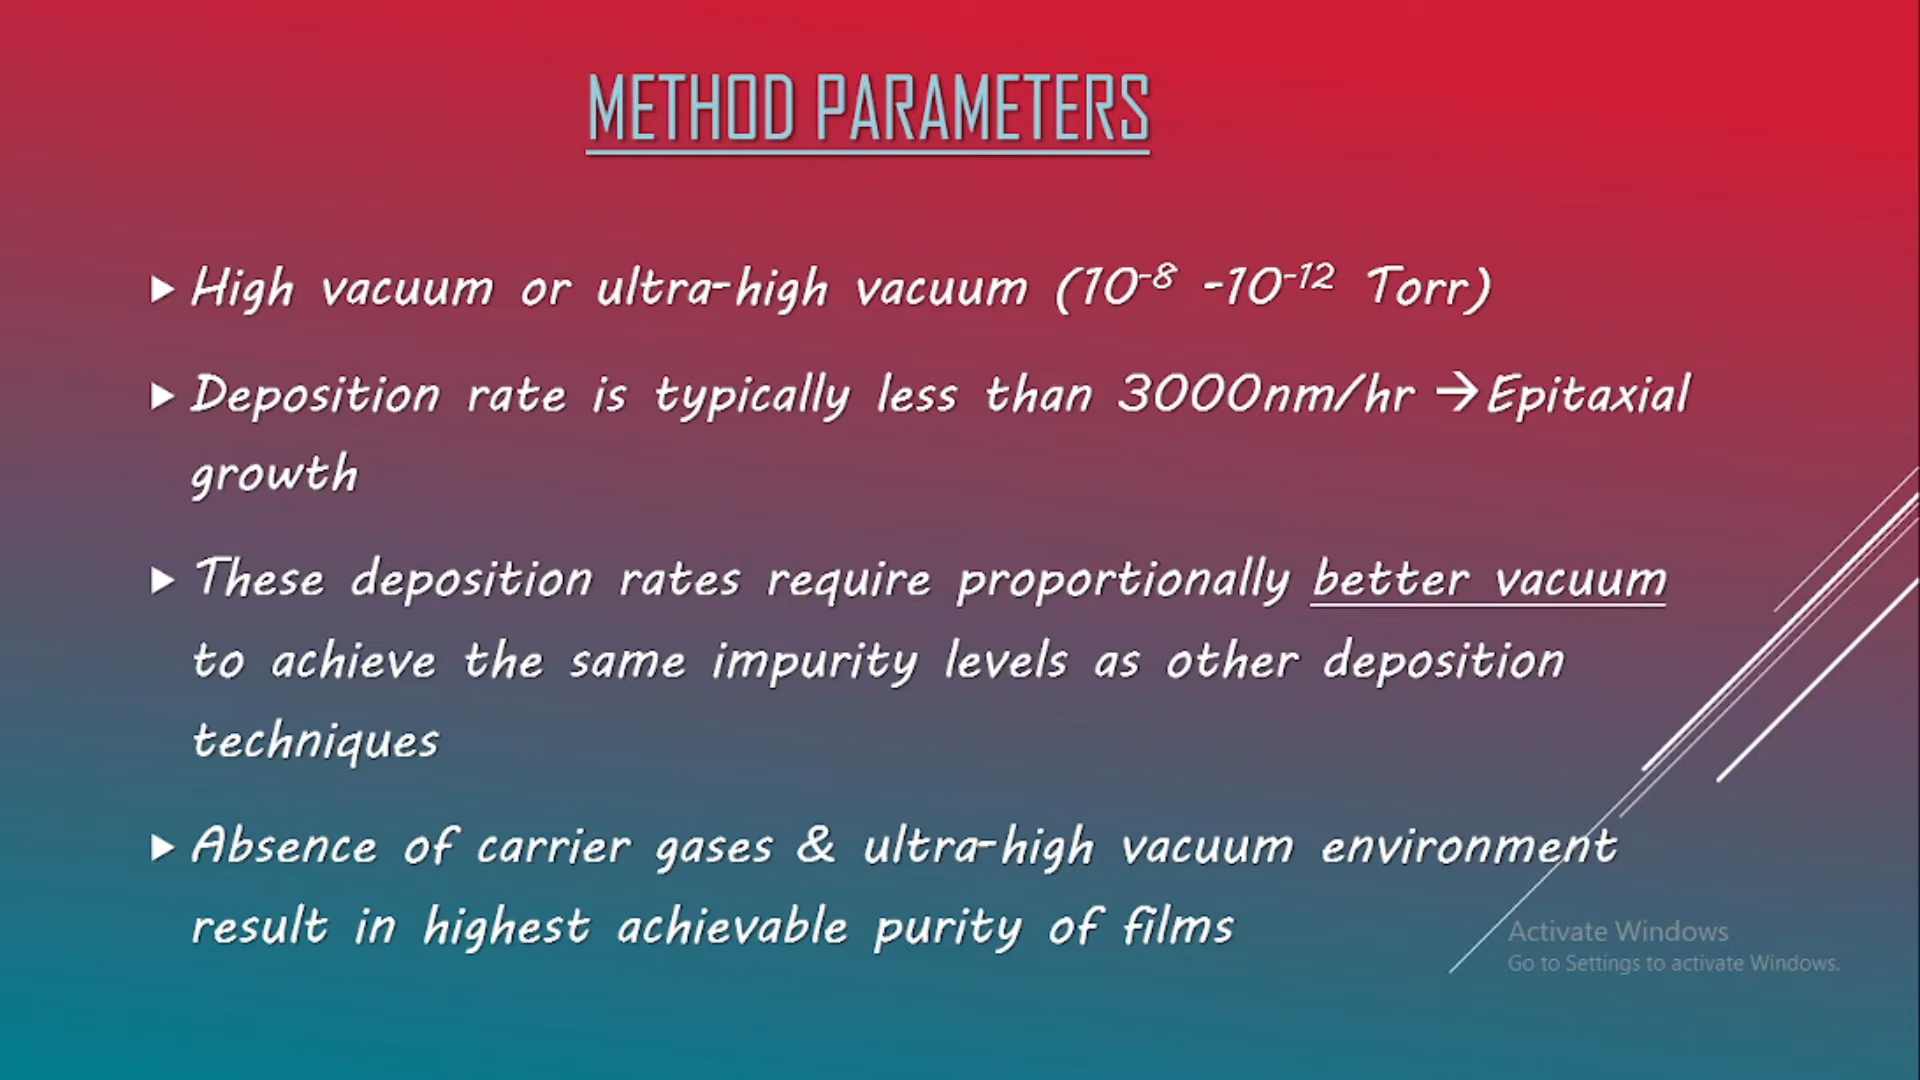 METHOD PARAMETERS
High vacuum or ultra-high vacuum (10⁻⁸ -10⁻¹² Torr)
Deposition rate is typically less than 3000nm/hr →Epitaxial
growth
These deposition rates require proportionally better vacuum
to achieve the same impurity levels as other deposition
techniques
Absence of carrier gases & ultra-high vacuum environment
result in highest achievable purity of films
Activate Windows
Go to Settings to activate Windows.